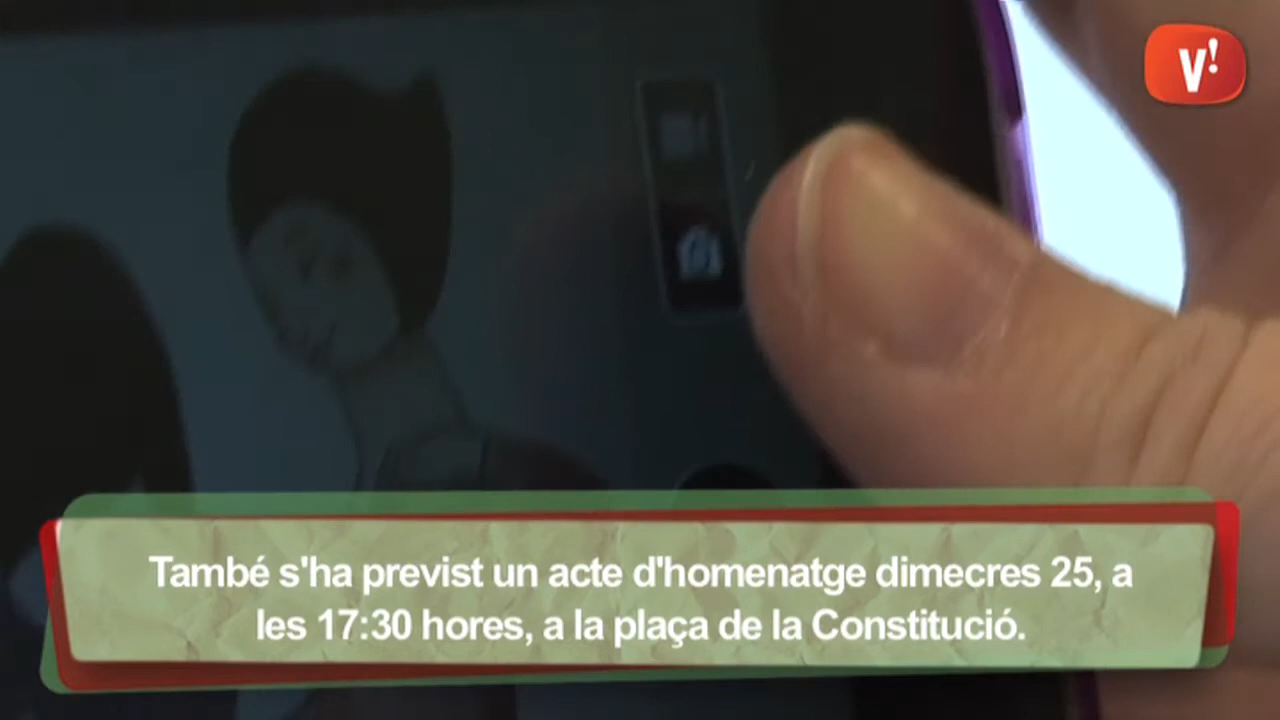 V!
També s'ha previst un acte d'homenatge dimecres 25, a
les 17:30 hores, a la plaça de la Constitució.